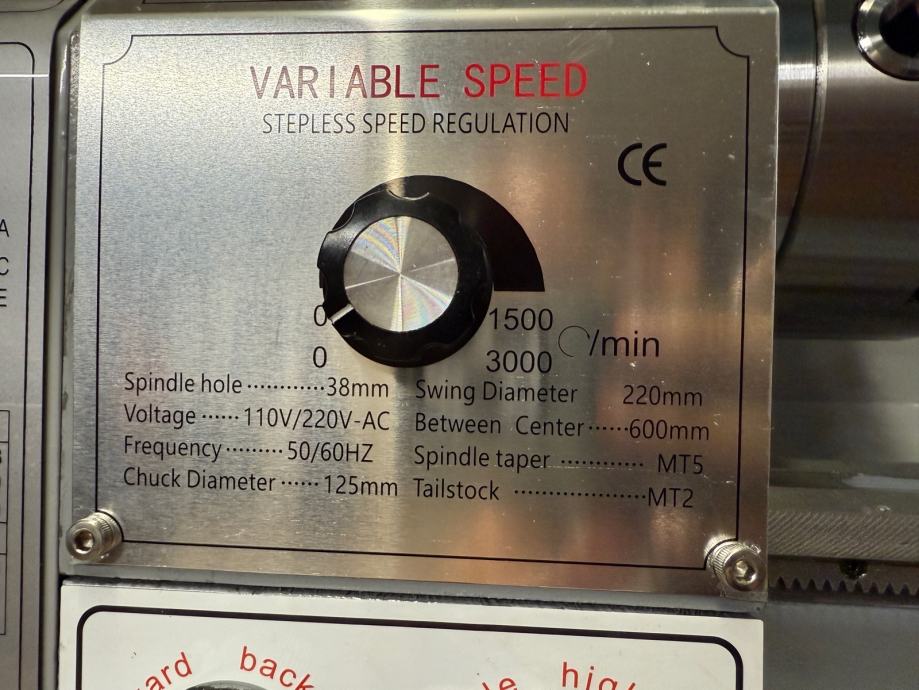 VARIABLE SPEED
STEPLESS SPEED REGULATION
CE
0 1500
0 3000 /min
Spindle hole ············38mm Swing Diameter 220mm
Voltage ······ 110V/220V-AC Between Center ······600mm
Frequency ········· 50/60HZ Spindle taper ············ MT5
Chuck Diameter ······ 125mm Tailstock ······················MT2
A
C
E
back